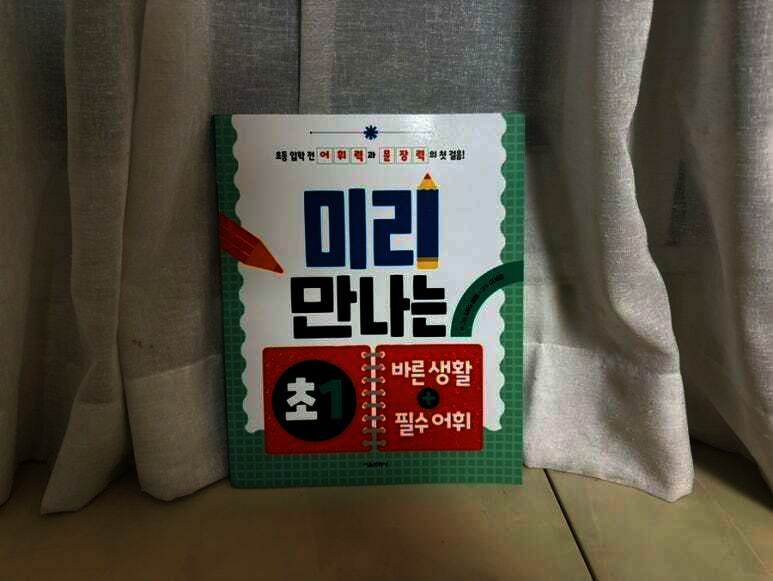 초등 입학 전 어휘력과 문장력의 첫 걸음!
미리
만나는
초1
바른 생활
+
필수 어휘